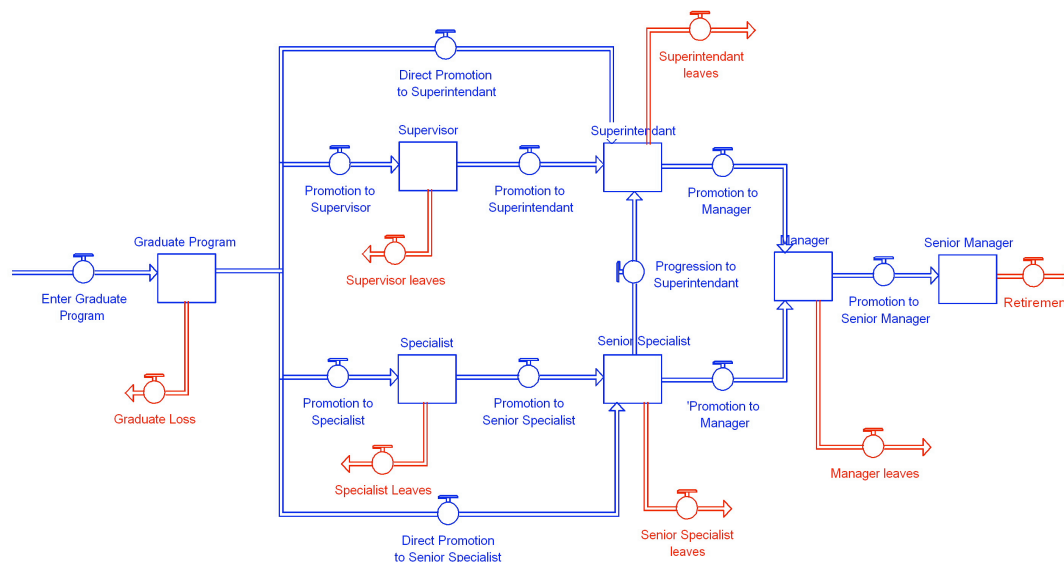 Superintendant
leaves
Direct Promotion
to Superintendant
Supervisor
Superintendant
Promotion to
Supervisor
Promotion to
Superintendant
Promotion to
Manager
Graduate Program
Manager
Senior Manager
Supervisor leaves
Progression to
Superintendant
Enter Graduate
Program
Promotion to
Senior Manager
Retiremen
Specialist
Senior Specialist
Promotion to
Specialist
Promotion to
Senior Specialist
'Promotion to
Manager
Graduate Loss
Specialist Leaves
Manager leaves
Direct Promotion
to Senior Specialist
Senior Specialist
leaves